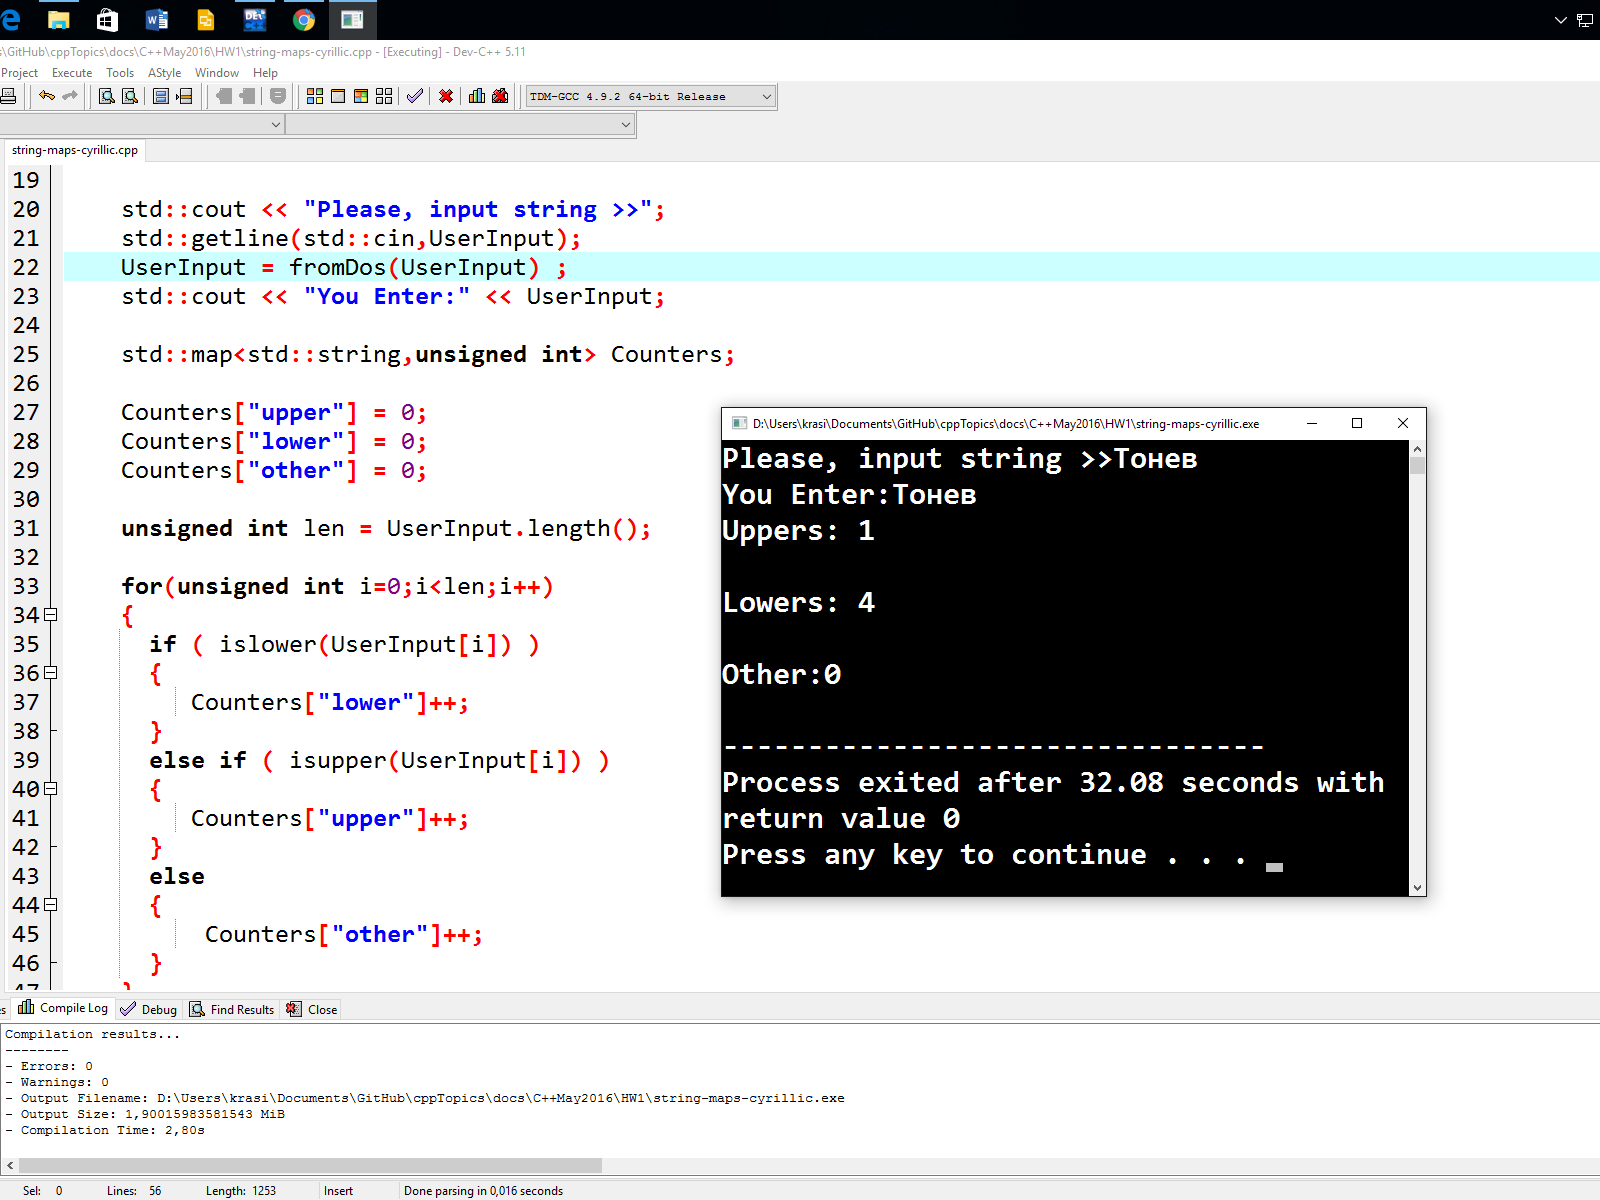 s\GitHub\cppTopics\docs\C++May2016\HW1\string-maps-cyrillic.cpp - [Executing] - Dev-C++ 5.11
Project Execute Tools AStyle Window Help
TDM-GCC 4.9.2 64-bit Release
string-maps-cyrillic.cpp
19
20 std::cout << "Please, input string >>";
21 std::getline(std::cin,UserInput);
22 UserInput = fromDos(UserInput) ;
23 std::cout << "You Enter:" << UserInput;
24
25 std::map<std::string,unsigned int> Counters;
26
27 Counters["upper"] = 0;
28 Counters["lower"] = 0;
29 Counters["other"] = 0;
30
31 unsigned int len = UserInput.length();
32
33 for(unsigned int i=0;i<len;i++)
34 {
35 if ( islower(UserInput[i]) )
36 {
37 Counters["lower"]++;
38 }
39 else if ( isupper(UserInput[i]) )
40 {
41 Counters["upper"]++;
42 }
43 else
44 {
45 Counters["other"]++;
46 }
47 }
D:\Users\krasi\Documents\GitHub\cppTopics\docs\C++May2016\HW1\string-maps-cyrillic.exe
Please, input string >>Тонев
You Enter:Тонев
Uppers: 1
Lowers: 4
Other:0
--------------------------------
Process exited after 32.08 seconds with
return value 0
Press any key to continue . . .
Compile Log Debug Find Results Close
Compilation results...
--------
- Errors: 0
- Warnings: 0
- Output Filename: D:\Users\krasi\Documents\GitHub\cppTopics\docs\C++May2016\HW1\string-maps-cyrillic.exe
- Output Size: 1,90015983581543 MiB
- Compilation Time: 2,80s
Sel: 0 Lines: 56 Length: 1253 Insert Done parsing in 0,016 seconds